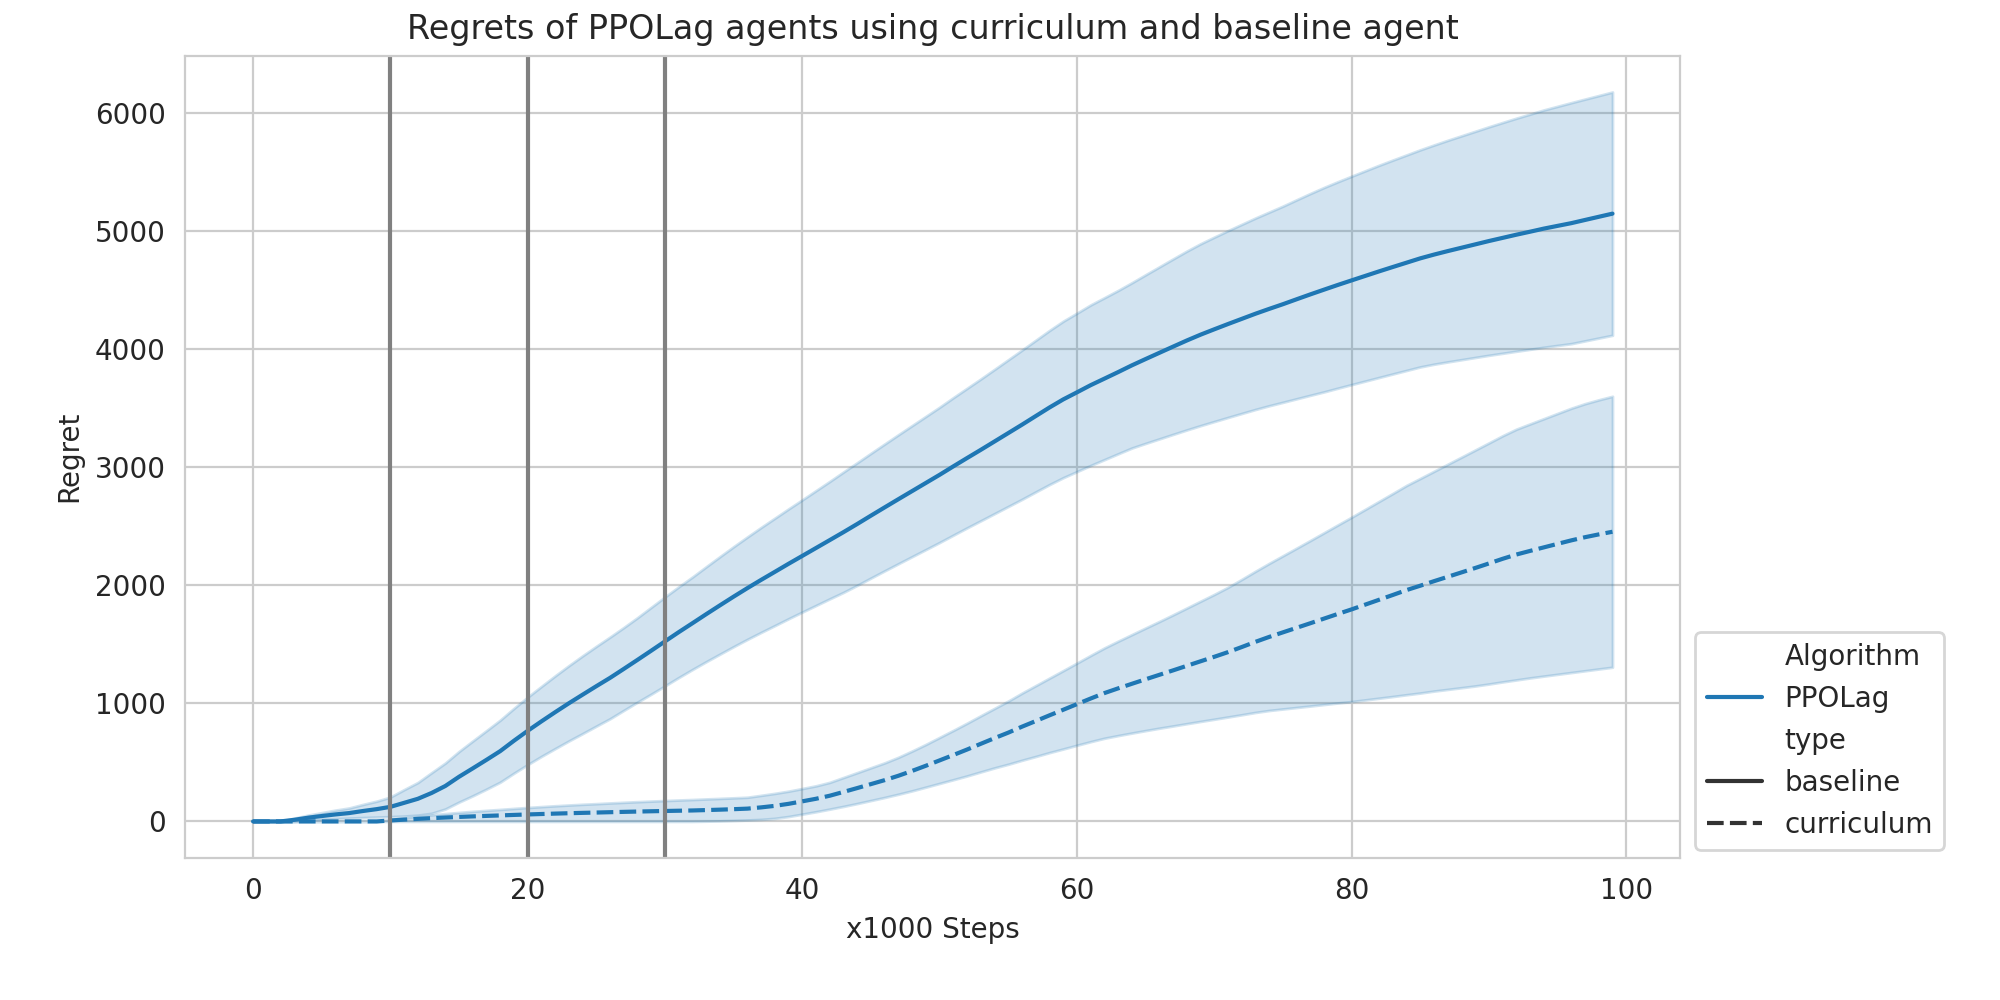 Regrets of PPOLag agents using curriculum and baseline agent
6000
5000
4000
3000
2000
1000
0
Regret
0 20 40 60 80 100
x1000 Steps
Algorithm
PPOLag
type
baseline
curriculum